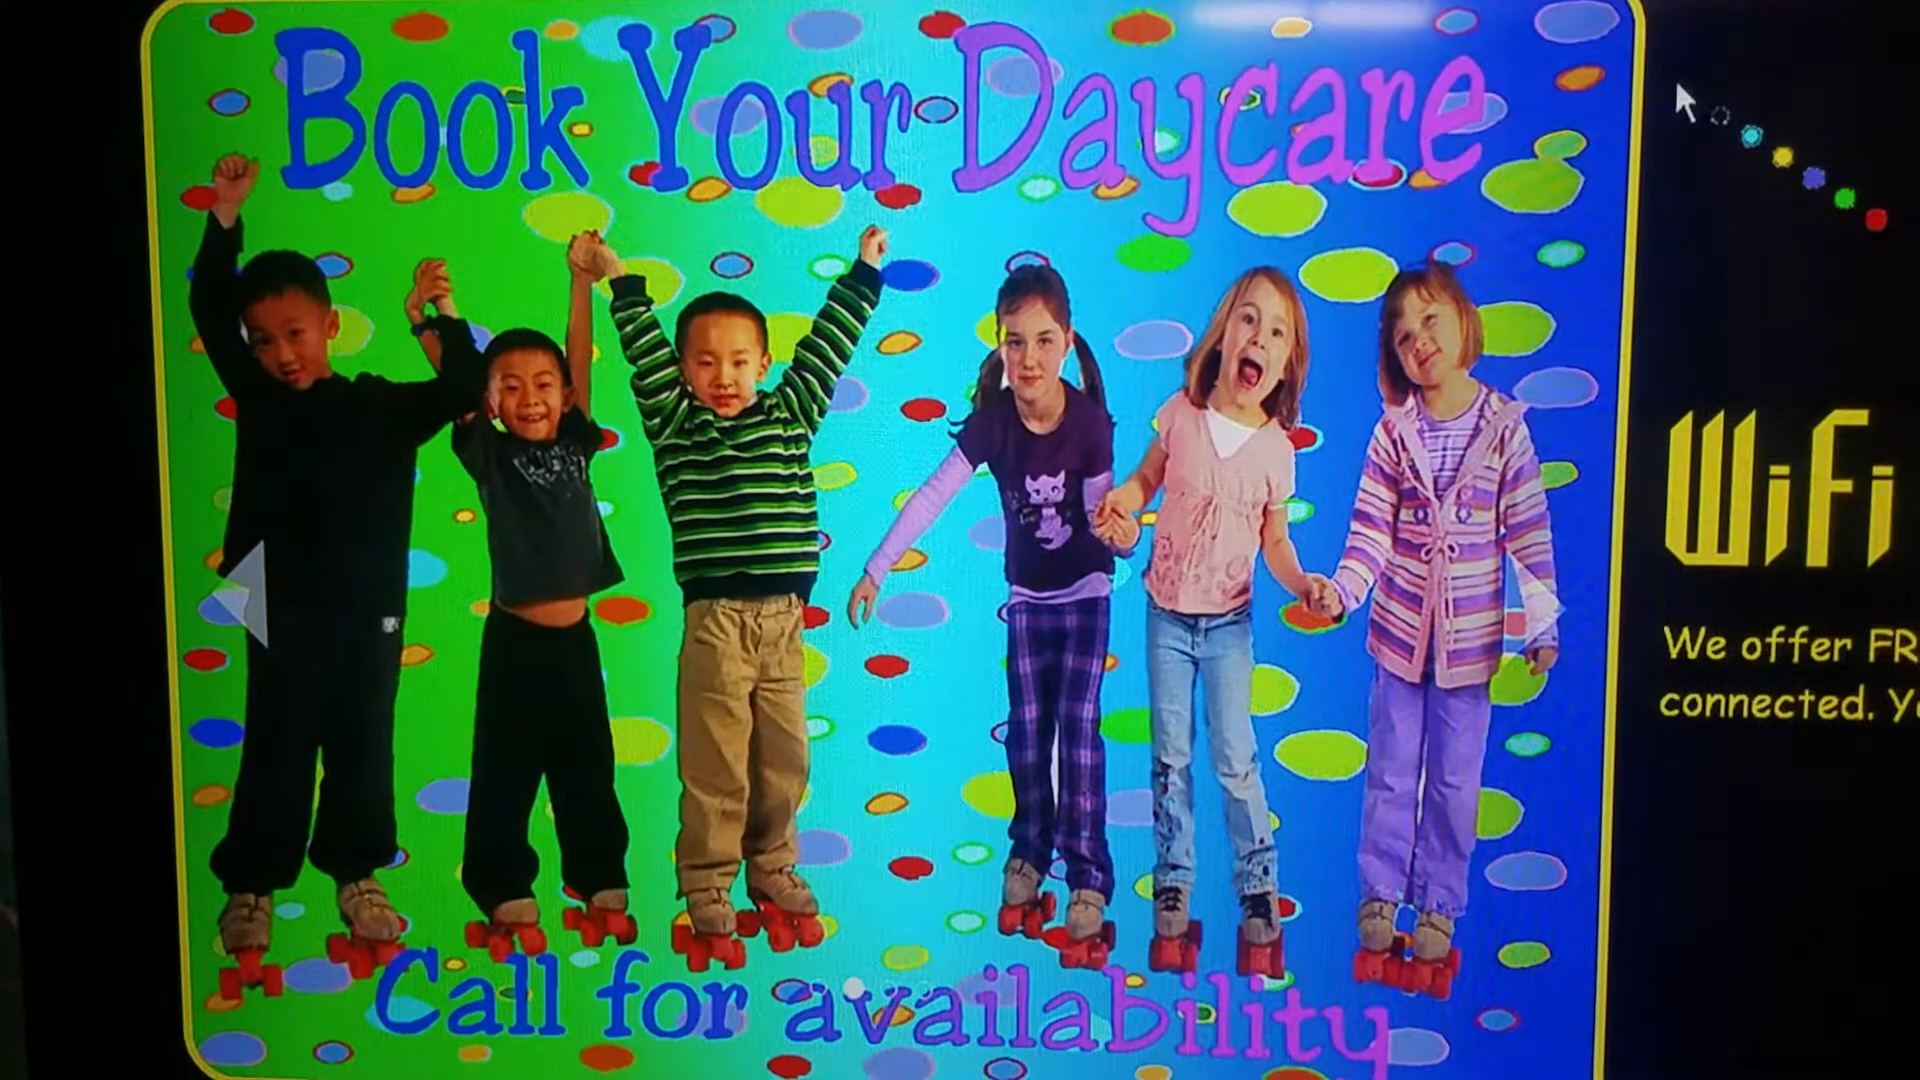 Book Your Daycare
Call for availability
WiFi
We offer FR
connected. Y